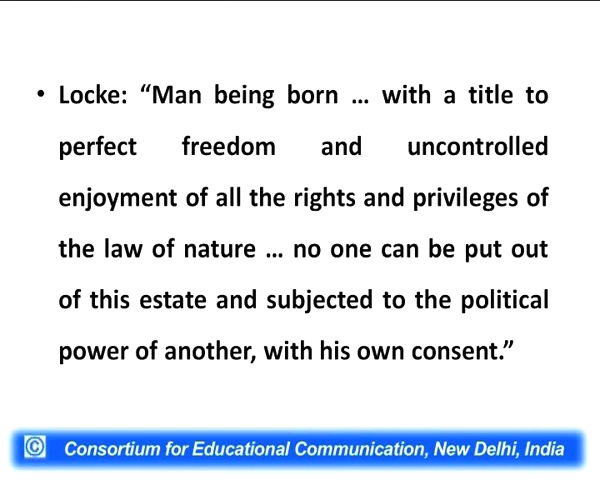 • Locke: “Man being born ... with a title to
perfect freedom and uncontrolled
enjoyment of all the rights and privileges of
the law of nature ... no one can be put out
of this estate and subjected to the political
power of another, with his own consent.”
© Consortium for Educational Communication, New Delhi, India